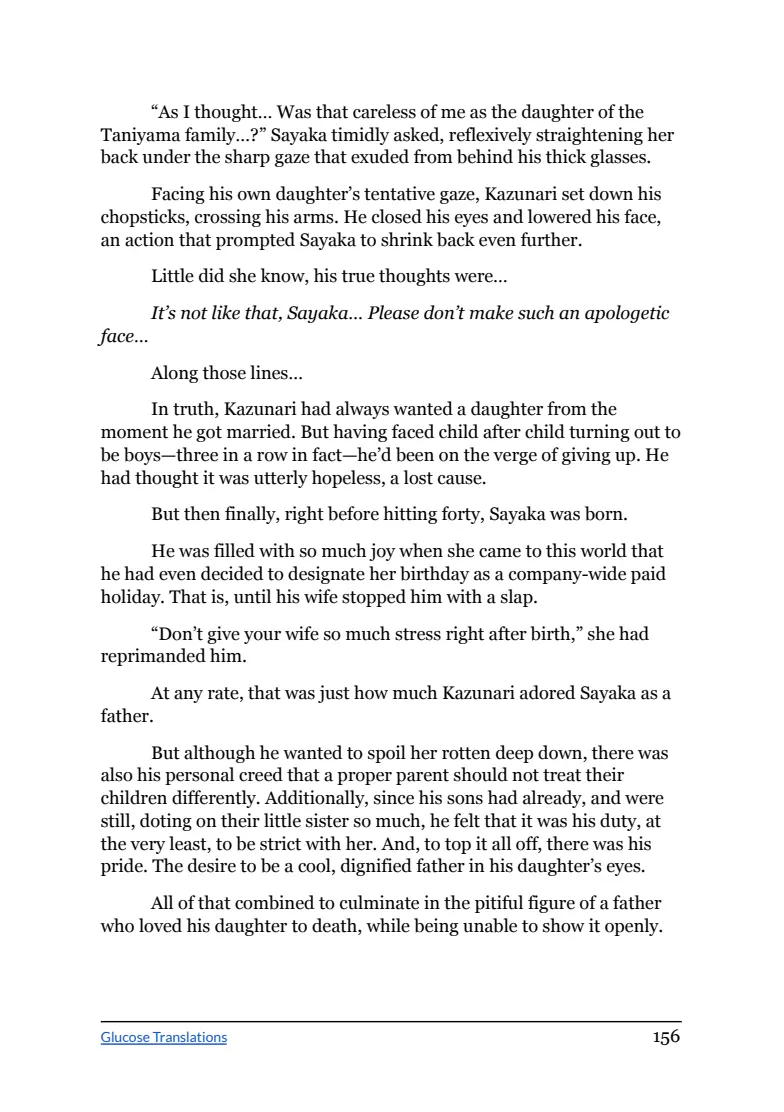 “As I thought… Was that careless of me as the daughter of the
Taniyama family…?” Sayaka timidly asked, reflexively straightening her
back under the sharp gaze that exuded from behind his thick glasses.
Facing his own daughter’s tentative gaze, Kazunari set down his
chopsticks, crossing his arms. He closed his eyes and lowered his face,
an action that prompted Sayaka to shrink back even further.
Little did she know, his true thoughts were…
It’s not like that, Sayaka… Please don’t make such an apologetic
face…
Along those lines…
In truth, Kazunari had always wanted a daughter from the
moment he got married. But having faced child after child turning out to
be boys—three in a row in fact—he’d been on the verge of giving up. He
had thought it was utterly hopeless, a lost cause.
But then finally, right before hitting forty, Sayaka was born.
He was filled with so much joy when she came to this world that
he had even decided to designate her birthday as a company-wide paid
holiday. That is, until his wife stopped him with a slap.
“Don’t give your wife so much stress right after birth,” she had
reprimanded him.
At any rate, that was just how much Kazunari adored Sayaka as a
father.
But although he wanted to spoil her rotten deep down, there was
also his personal creed that a proper parent should not treat their
children differently. Additionally, since his sons had already, and were
still, doting on their little sister so much, he felt that it was his duty, at
the very least, to be strict with her. And, to top it all off, there was his
pride. The desire to be a cool, dignified father in his daughter’s eyes.
All of that combined to culminate in the pitiful figure of a father
who loved his daughter to death, while being unable to show it openly.
Glucose Translations
156